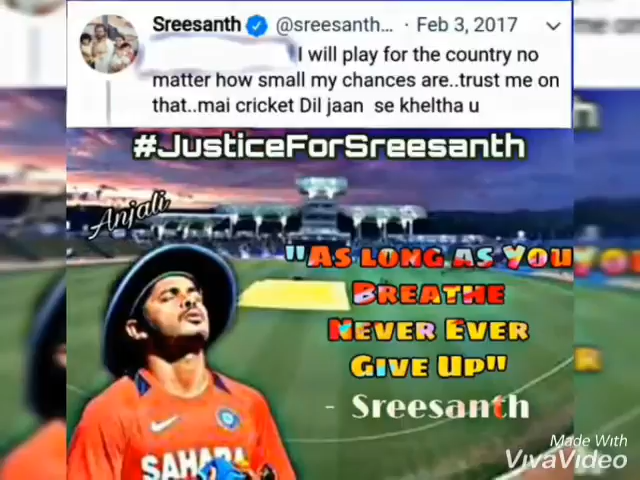 Sreesanth @sreesanth... · Feb 3, 2017
I will play for the country no
matter how small my chances are..trust me on
that..mai cricket Dil jaan se kheltha u
#JusticeForSreesanth
Anjali
"As long as You
Breathe
Never Ever
Give Up"
- Sreesanth
SAHARA
Made With
VivaVideo